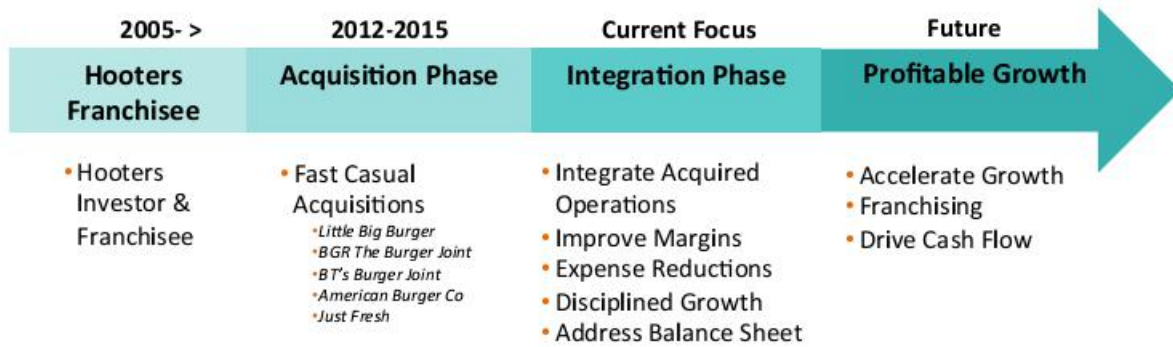 2005- >
Hooters
Franchisee
• Hooters
Investor &
Franchisee
2012-2015
Acquisition Phase
• Fast Casual
Acquisitions
•Little Big Burger
•BGR The Burger Joint
•BT's Burger Joint
•American Burger Co
•Just Fresh
Current Focus
Integration Phase
• Integrate Acquired
Operations
• Improve Margins
• Expense Reductions
• Disciplined Growth
• Address Balance Sheet
Future
Profitable Growth
• Accelerate Growth
• Franchising
• Drive Cash Flow